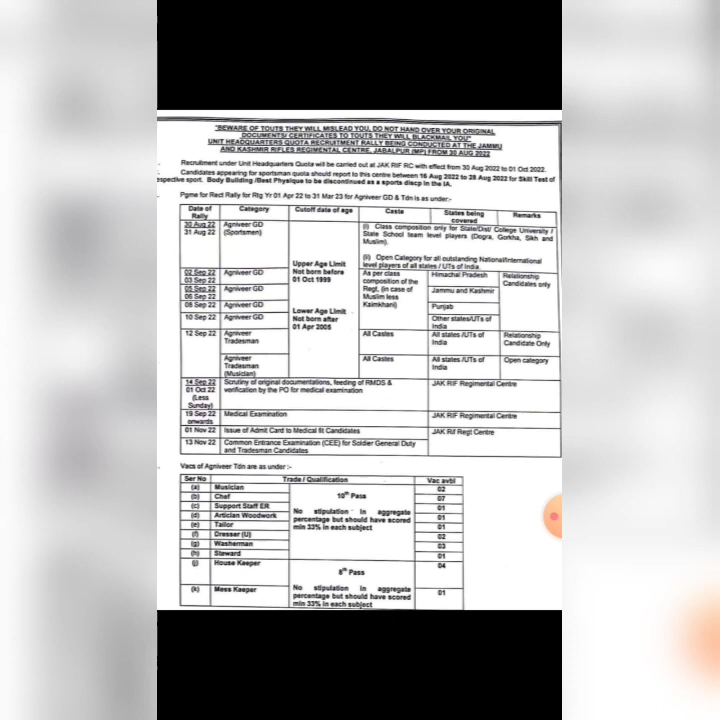 "BEWARE OF TOUTS THEY WILL MISLEAD YOU, DO NOT HAND OVER YOUR ORIGINAL
DOCUMENTS/ CERTIFICATES TO TOUTS THEY WILL BLACKMAIL YOU"
UNIT HEADQUARTERS QUOTA RECRUITMENT RALLY BEING CONDUCTED AT THE JAMMU
AND KASHMIR RIFLES REGIMENTAL CENTRE, JABALPUR (MP) FROM 30 AUG 2022
Recruitment under Unit Headquarters Quota will be carried out at JAK RIF RC with effect from 30 Aug 2022 to 01 Oct 2022.
Candidates appearing for sportsman quota should report to this centre between 16 Aug 2022 to 28 Aug 2022 for Skill Test of
espective sport. Body Building /Best Physique to be discontinued as a sports discp in the IA.
Pgme for Rect Rally for Rtg Yr 01 Apr 22 to 31 Mar 23 for Agniveer GD & Tdn is as under:-
Date of Rally Category Cutoff date of age Caste States being covered Remarks
30 Aug 22
31 Aug 22
Agniveer GD
(Sportsmen)
Upper Age Limit
Not born before
01 Oct 1999
Lower Age Limit
Not born after
01 Apr 2005
(i) Class composition only for State/Dist/ College University /
State School team level players (Dogra, Gorkha, Sikh and
Muslim).
(ii) Open Category for all outstanding National/International
level players of all states / UTs of India.
02 Sep 22
03 Sep 22
Agniveer GD
As per class
composition of the
Regt, (in case of
Muslim less
Kaimkhani)
Himachal Pradesh
Relationship
Candidates only
05 Sep 22
06 Sep 22
Agniveer GD
Jammu and Kashmir
08 Sep 22 Agniveer GD Punjab
10 Sep 22 Agniveer GD Other states/UTs of
India
12 Sep 22 Agniveer
Tradesman
All Castes
All states /UTs of
India
Relationship
Candidate Only
Agniveer
Tradesman
(Musician)
All Castes
All states /UTs of
India
Open category
14 Sep 22
01 Oct 22
(Less
Sunday)
Scrutiny of original documentations, feeding of RMDS &
verification by the PO for medical examination
JAK RIF Regimental Centre
19 Sep 22
onwards
Medical Examination
JAK RIF Regimental Centre
01 Nov 22 Issue of Admit Card to Medical fit Candidates JAK Rif Regt Centre
13 Nov 22 Common Entrance Examination (CEE) for Soldier General Duty
and Tradesman Candidates
Vacs of Agniveer Tdn are as under :-
Ser No Trade / Qualification Vac avbl
(a) Musician 02
(b) Chef 07
(c) Support Staff ER 01
(d) Artician Woodwork 01
(e) Tailor 01
(f) Dresser (U) 02
(g) Washerman 03
(h) Steward 01
10th Pass
No stipulation in aggregate
percentage but should have scored
min 33% in each subject
(j) House Keeper 04
(k) Mess Keeper 01
8th Pass
No stipulation in aggregate
percentage but should have scored
min 33% in each subject